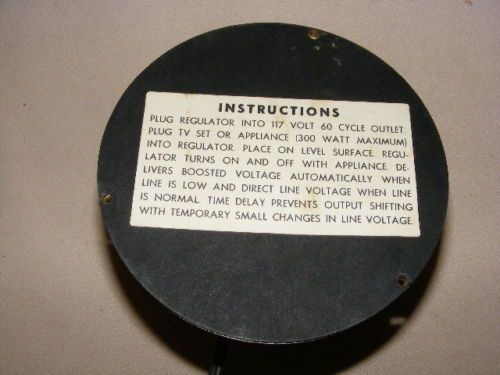 INSTRUCTIONS
PLUG REGULATOR INTO 117 VOLT 60 CYCLE OUTLET.
PLUG TV SET OR APPLIANCE (300 WATT MAXIMUM)
INTO REGULATOR. PLACE ON LEVEL SURFACE. REGU-
LATOR TURNS ON AND OFF WITH APPLIANCE. DE-
LIVERS BOOSTED VOLTAGE AUTOMATICALLY WHEN
LINE IS LOW AND DIRECT LINE VOLTAGE WHEN LINE
IS NORMAL. TIME DELAY PREVENTS OUTPUT SHIFTING
WITH TEMPORARY SMALL CHANGES IN LINE VOLTAGE.